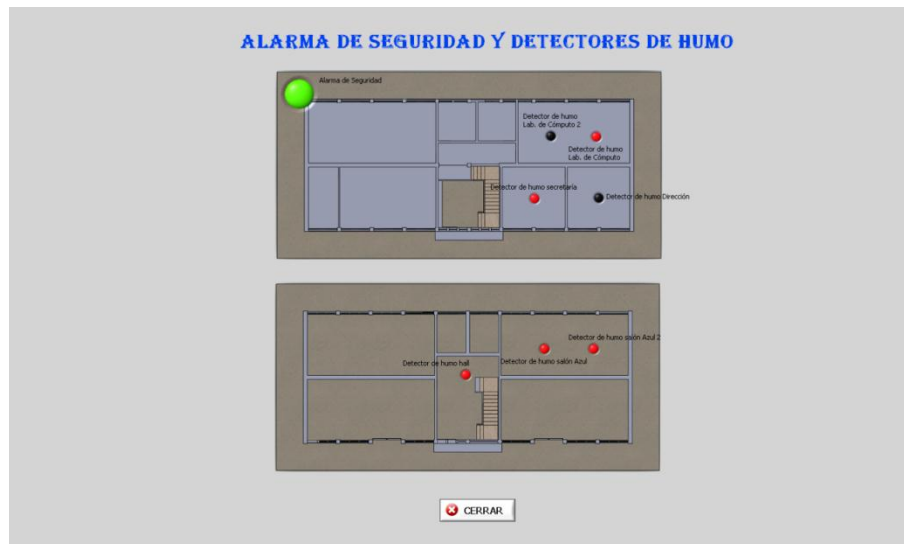 ALARMA DE SEGURIDAD Y DETECTORES DE HUMO
Alarma de Seguridad
Detector de humo
Lab. de Cómputo 2
Detector de humo
Lab. de Cómputo
Detector de humo secretaria
Detector de humo Dirección
Detector de humo salón Azul 2
Detector de humo hall
Detector de humo salón Azul
CERRAR